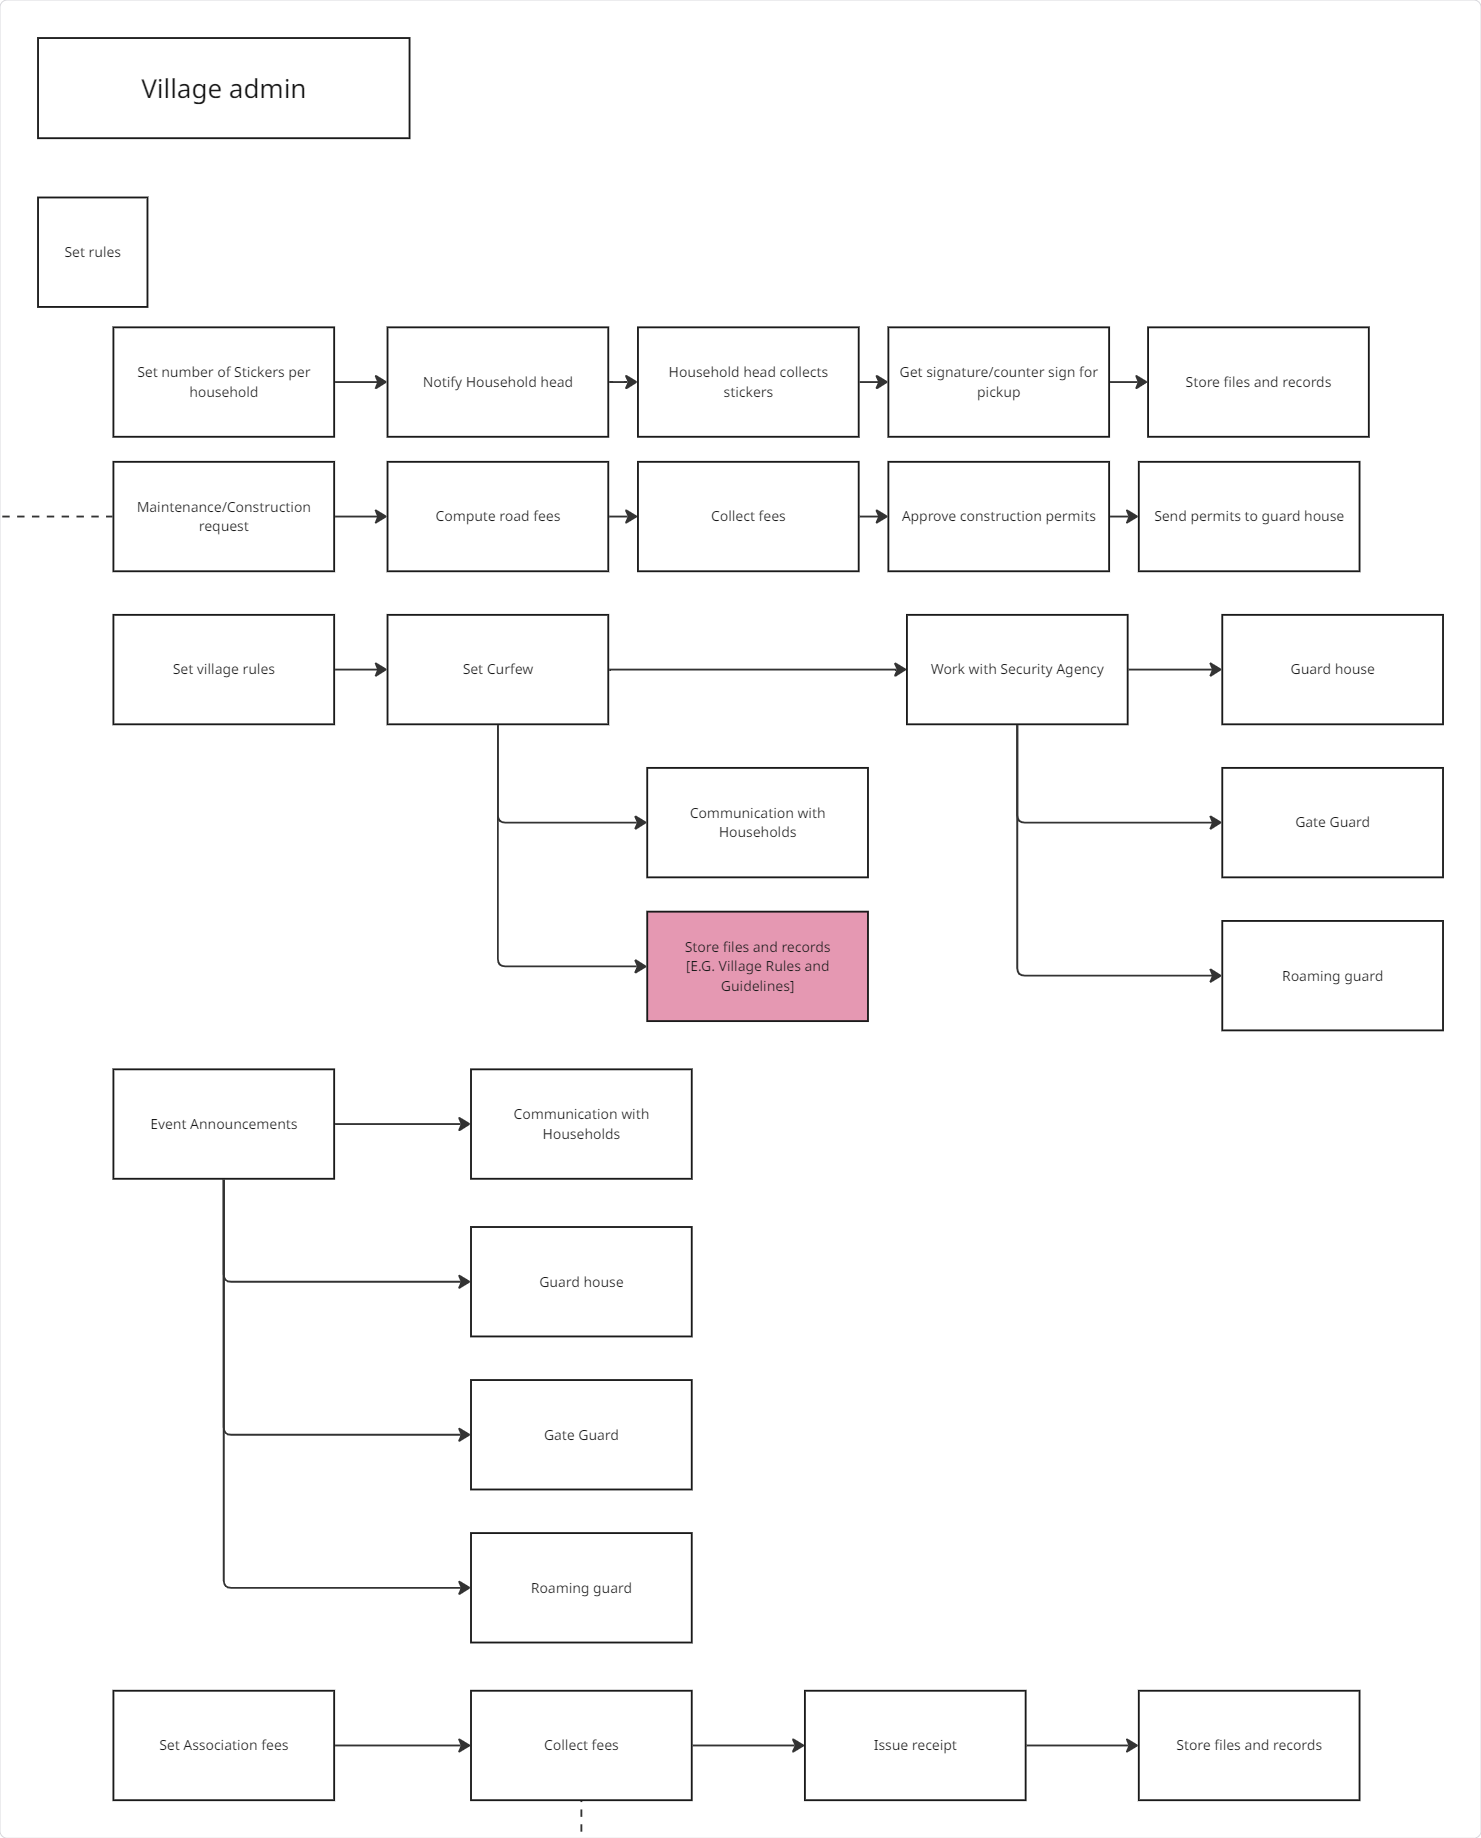 Village admin
Set rules
Set number of Stickers per
household
Notify Household head
Household head collects
stickers
Get signature/counter sign for
pickup
Store files and records
Maintenance/Construction
request
Compute road fees
Collect fees
Approve construction permits
Send permits to guard house
Set village rules
Set Curfew
Work with Security Agency
Guard house
Communication with
Households
Gate Guard
Store files and records
[E.G. Village Rules and
Guidelines]
Roaming guard
Event Announcements
Communication with
Households
Guard house
Gate Guard
Roaming guard
Set Association fees
Collect fees
Issue receipt
Store files and records